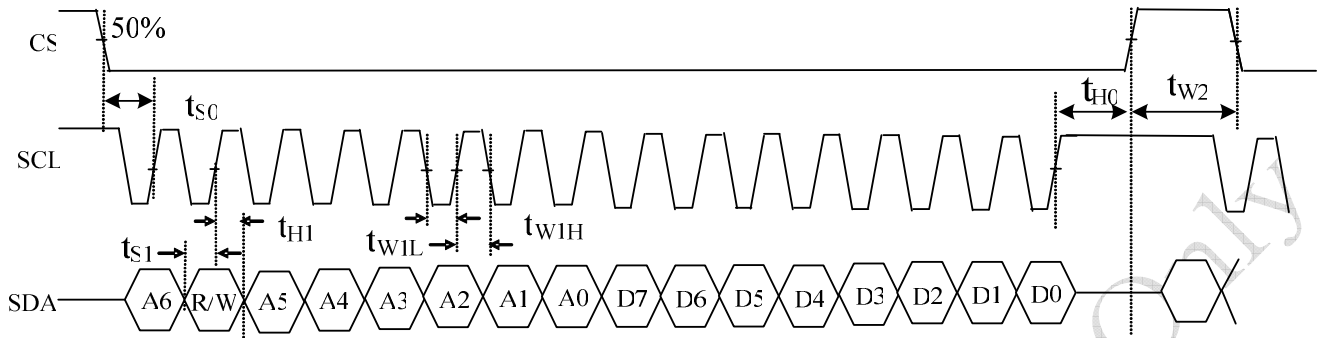 50%
CS
tS0
tH0
tW2
SCL
tS1
tH1
tW1L
tW1H
SDA
A6 R/W A5 A4 A3 A2 A1 A0 D7 D6 D5 D4 D3 D2 D1 D0
Only